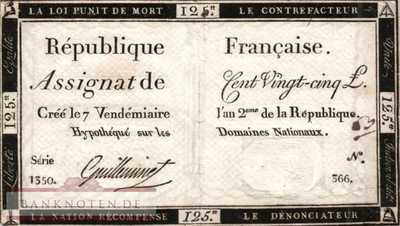 LA LOI PUNIT DE MORT 125.# LE CONTREFACTEUR
République Française.
Assignat de Cent Vingt-cinq ₤.
Créé le 7 Vendémiaire l'an 2eme de la République.
Hypothéqué sur les Domaines Nationaux.
Série N.
1350. 366.
125.#
125.#
BANKNOTEN.DE
LA NATION RÉCOMPENSE 125.# LE DÉNONCIATEUR